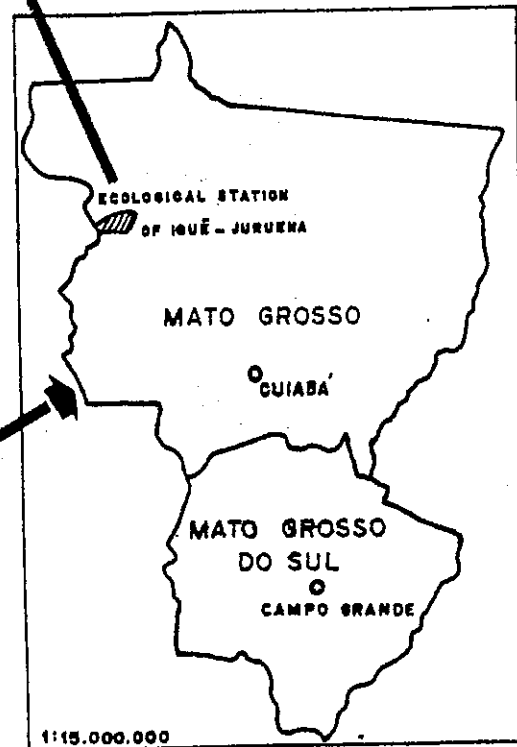 ECOLOGICAL STATION
OF IQUÊ - JURUENA
MATO GROSSO
CUIABÁ
MATO GROSSO
DO SUL
CAMPO GRANDE
1:15.000.000